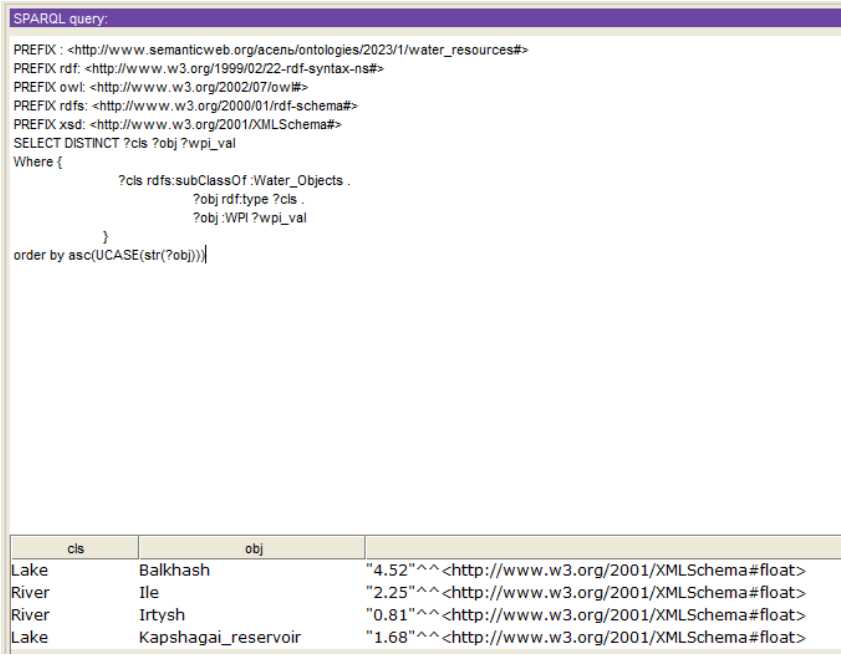 SPARQL query:
PREFIX : <http://www.semanticweb.org/асель/ontologies/2023/1/water_resources#>
PREFIX rdf: <http://www.w3.org/1999/02/22-rdf-syntax-ns#>
PREFIX owl: <http://www.w3.org/2002/07/owl#>
PREFIX rdfs: <http://www.w3.org/2000/01/rdf-schema#>
PREFIX xsd: <http://www.w3.org/2001/XMLSchema#>
SELECT DISTINCT ?cls ?obj ?wpi_val
Where {
?cls rdfs:subClassOf :Water_Objects .
?obj rdf:type ?cls .
?obj :WPI ?wpi_val
}
order by asc(UCASE(str(?obj)))
cls obj
Lake Balkhash "4.52"^^<http://www.w3.org/2001/XMLSchema#float>
River Ile "2.25"^^<http://www.w3.org/2001/XMLSchema#float>
River Irtysh "0.81"^^<http://www.w3.org/2001/XMLSchema#float>
Lake Kapshagai_reservoir "1.68"^^<http://www.w3.org/2001/XMLSchema#float>